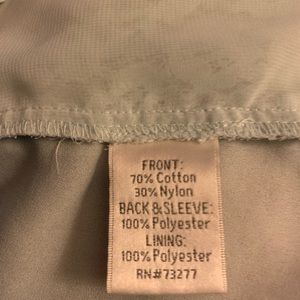 FRONT:
70% Cotton
30% Nylon
BACK & SLEEVE:
100% Polyester
LINING:
100% Polyester
RN#73277